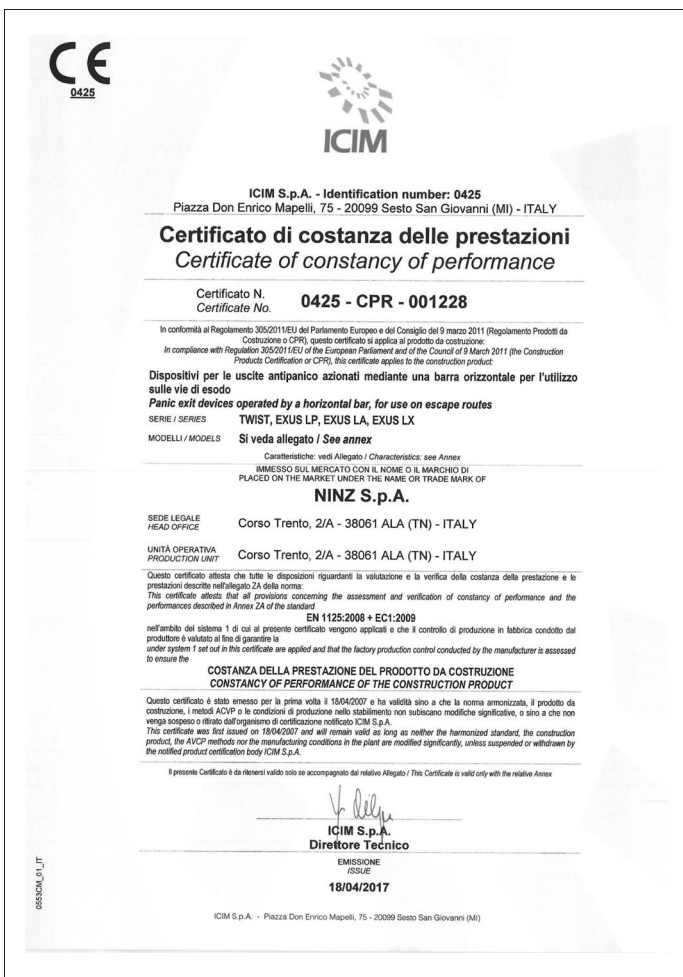 CE
0425
ICIM
ICIM S.p.A. - Identification number: 0425
Piazza Don Enrico Mapelli, 75 - 20099 Sesto San Giovanni (MI) - ITALY
Certificato di costanza delle prestazioni
Certificate of constancy of performance
Certificato N.
Certificate No.
0425 - CPR - 001228
In conformità al Regolamento 305/2011/EU del Parlamento Europeo e del Consiglio del 9 marzo 2011 (Regolamento Prodotti da
Costruzione o CPR), questo certificato si applica al prodotto da costruzione:
In compliance with Regulation 305/2011/EU of the European Parliament and of the Council of 9 March 2011 (the Construction
Products Certification or CPR), this certificate applies to the construction product:
Dispositivi per le uscite antipanico azionati mediante una barra orizzontale per l'utilizzo
sulle vie di esodo
Panic exit devices operated by a horizontal bar, for use on escape routes
SERIE / SERIES TWIST, EXUS LP, EXUS LA, EXUS LX
MODELLI / MODELS Si veda allegato / See annex
Caratteristiche: vedi Allegato / Characteristics: see Annex
IMMESSO SUL MERCATO CON IL NOME O IL MARCHIO DI
PLACED ON THE MARKET UNDER THE NAME OR TRADE MARK OF
NINZ S.p.A.
SEDE LEGALE
HEAD OFFICE
Corso Trento, 2/A - 38061 ALA (TN) - ITALY
UNITÀ OPERATIVA
PRODUCTION UNIT
Corso Trento, 2/A - 38061 ALA (TN) - ITALY
Questo certificato attesta che tutte le disposizioni riguardanti la valutazione e la verifica della costanza della prestazione e le
prestazioni descritte nell'allegato ZA della norma:
This certificate attests that all provisions concerning the assessment and verification of constancy of performance and the
performances described in Annex ZA of the standard
EN 1125:2008 + EC1:2009
nell'ambito del sistema 1 di cui al presente certificato vengono applicati e che il controllo di produzione in fabbrica condotto dal
produttore è valutato al fine di garantire la
under system 1 set out in this certificate are applied and that the factory production control conducted by the manufacturer is assessed
to ensure the
COSTANZA DELLA PRESTAZIONE DEL PRODOTTO DA COSTRUZIONE
CONSTANCY OF PERFORMANCE OF THE CONSTRUCTION PRODUCT
Questo certificato è stato emesso per la prima volta il 18/04/2007 e ha validità sino a che la norma armonizzata, il prodotto da
costruzione, i metodi ACVP o le condizioni di produzione nello stabilimento non subiscano modifiche significative, o sino a che non
venga sospeso o ritirato dall'organismo di certificazione notificato ICIM S.p.A.
This certificate was first issued on 18/04/2007 and will remain valid as long as neither the harmonized standard, the construction
product, the AVCP methods nor the manufacturing conditions in the plant are modified significantly, unless suspended or withdrawn by
the notified product certification body ICIM S.p.A.
Il presente Certificato è da ritenersi valido solo se accompagnato dal relativo Allegato / This Certificate is valid only with the relative Annex
ICIM S.p.A.
Direttore Tecnico
EMISSIONE
ISSUE
18/04/2017
0553CM_01_IT
ICIM S.p.A. - Piazza Don Enrico Mapelli, 75 - 20099 Sesto San Giovanni (MI)